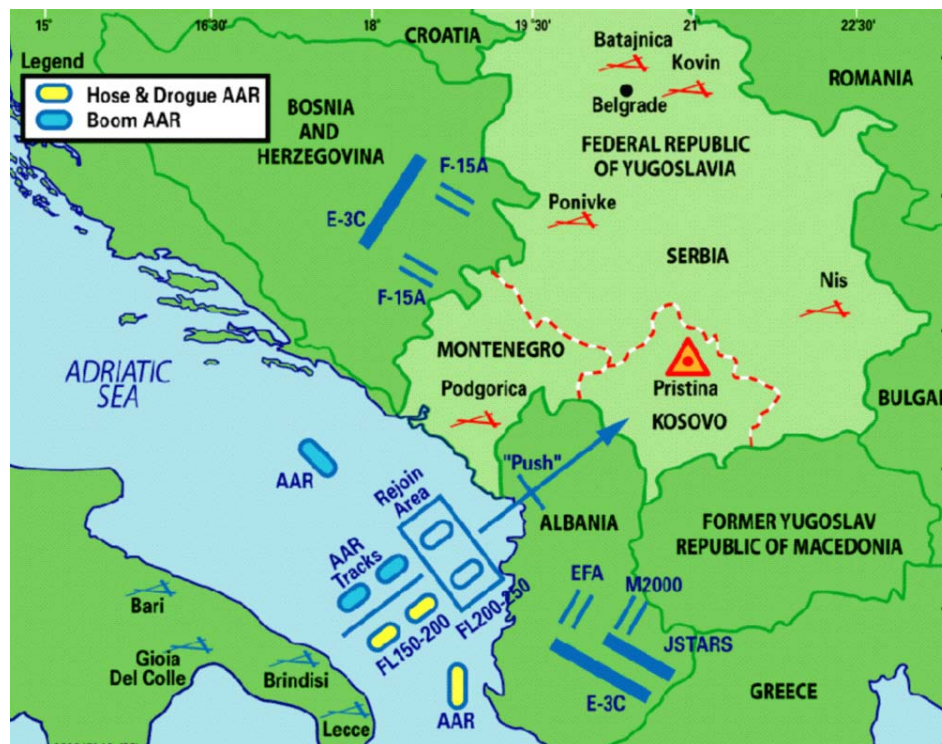 15°
16°30'
18°
19°30'
21°
22°30'
CROATIA
Legend
Hose & Drogue AAR
Boom AAR
BOSNIA
AND
HERZEGOVINA
Batajnica
Kovin
Belgrade
ROMANIA
FEDERAL REPUBLIC
OF YUGOSLAVIA
F-15A
E-3C
Ponivke
F-15A
SERBIA
Nis
MONTENEGRO
Podgorica
Pristina
KOSOVO
BULGAR
ADRIATIC
SEA
AAR
Rejoin
Area
"Push"
ALBANIA
FORMER YUGOSLAV
REPUBLIC OF MACEDONIA
AAR
Tracks
FL150-200
FL200-250
EFA
M2000
JSTARS
E-3C
GREECE
Bari
Gioia
Del Colle
Brindisi
Lecce
AAR